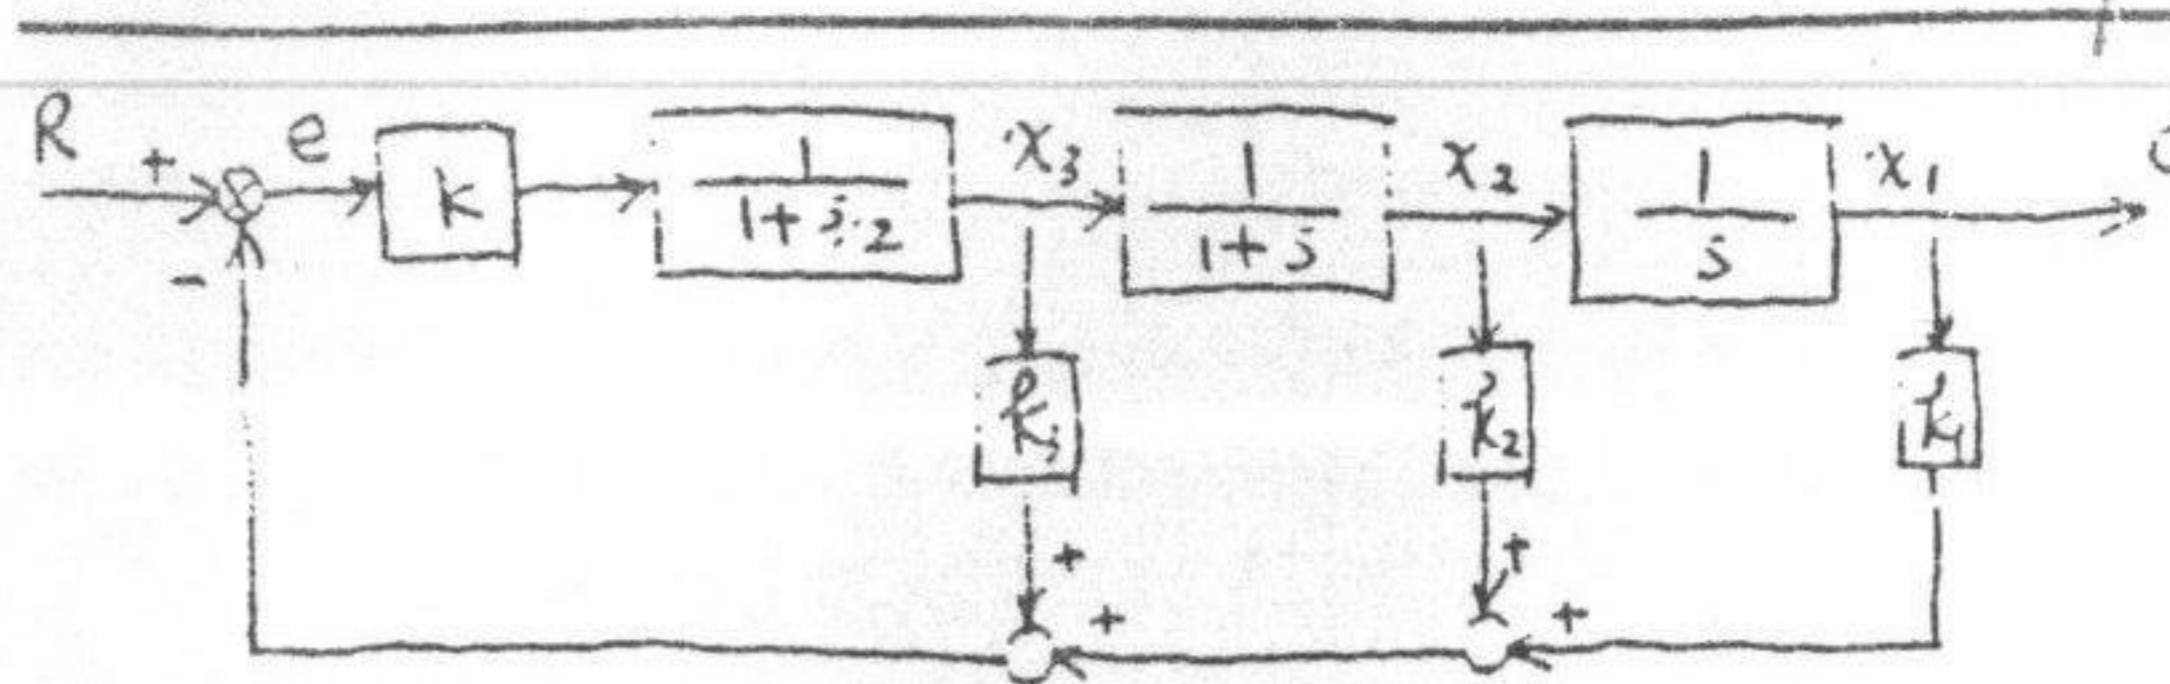 R + e k 1 x3 1 x2 1 x1
1+s.2 1+s s
-
k3 k2 k1
+ +
+ +